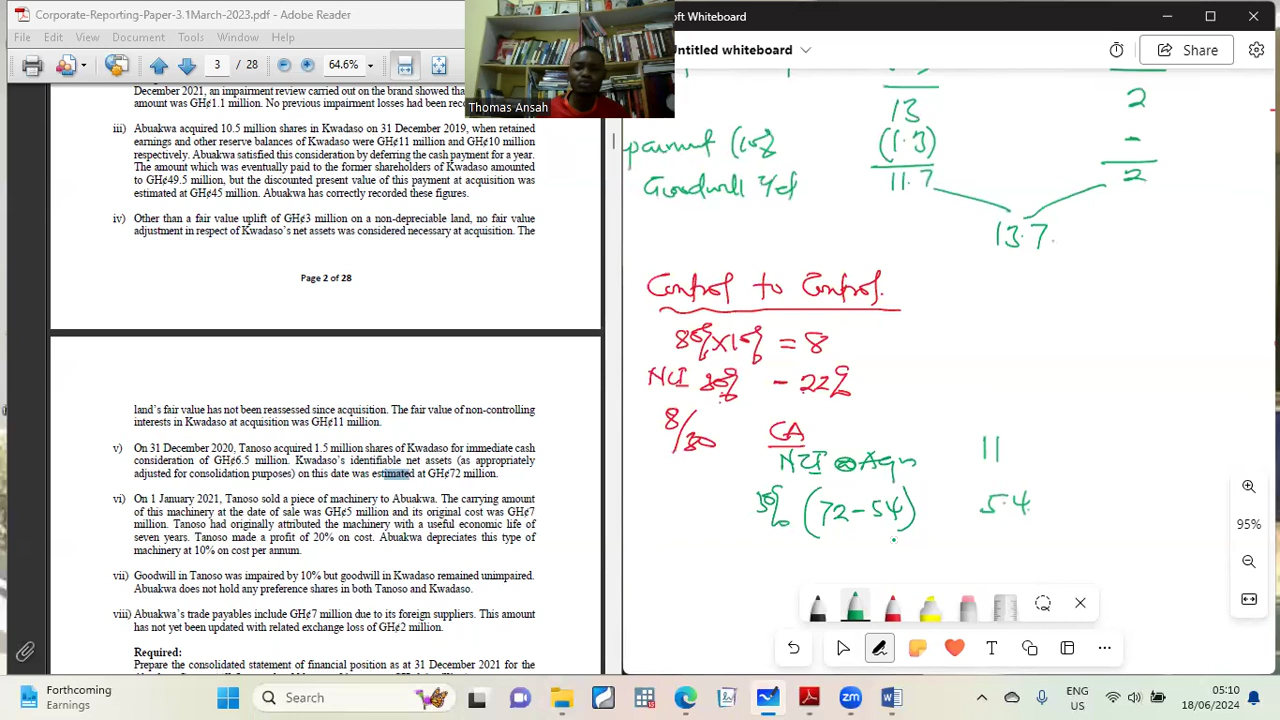 Corporate-Reporting-Paper-3.1March-2023.pdf - Adobe Reader
File Edit View Document Tools Window Help
3 / 28 64.6%
December 2021, an impairment review carried out on the brand showed that
amount was GH¢1.1 million. No previous impairment losses had been
iii) Abuakwa acquired 10.5 million shares in Kwadaso on 31 December 2019, when retained
earnings and other reserve balances of Kwadaso were GH¢11 million and GH¢10 million
respectively. Abuakwa satisfied this consideration by deferring the cash payment for a year.
The amount which was eventually paid to the former shareholders of Kwadaso amounted
to GH¢49.5 million, but the discounted present value of this payment at acquisition was
estimated at GH¢45 million. Abuakwa has correctly recorded these figures.
iv) Other than a fair value uplift of GH¢3 million on a non-depreciable land, no fair value
adjustment in respect of Kwadaso's net assets was considered necessary at acquisition. The
Page 2 of 28
land's fair value has not been reassessed since acquisition. The fair value of non-controlling
interests in Kwadaso at acquisition was GH¢11 million.
v) On 31 December 2020, Tanoso acquired 1.5 million shares of Kwadaso for immediate cash
consideration of GH¢6.5 million. Kwadaso's identifiable net assets (as appropriately
adjusted for consolidation purposes) on this date was estimated at GH¢72 million.
vi) On 1 January 2021, Tanoso sold a piece of machinery to Abuakwa. The carrying amount
of this machinery at the date of sale was GH¢5 million and its original cost was GH¢7
million. Tanoso had originally attributed the machinery with a useful economic life of
seven years. Tanoso made a profit of 20% on cost. Abuakwa depreciates this type of
machinery at 10% on cost per annum.
vii) Goodwill in Tanoso was impaired by 10% but goodwill in Kwadaso remained unimpaired.
Abuakwa does not hold any preference shares in both Tanoso and Kwadaso.
viii) Abuakwa's trade payables include GH¢7 million due to its foreign suppliers. This amount
has not yet been updated with related exchange loss of GH¢2 million.
Required:
Prepare the consolidated statement of financial position as at 31 December 2021 for the
Thomas Ansah
oft Whiteboard
Untitled whiteboard
Share
13 2
pairment (10% (1.3) -
Goodwill c/d 11.7 2
13.7
Control to Control.
80% x 10% = 8
NCI 30% - 22%
8/30
CA
NCI @ Aqn 11
30% (72-54) 5.4
95%
Forthcoming
Earnings
Search
ENG
US
05:10
18/06/2024